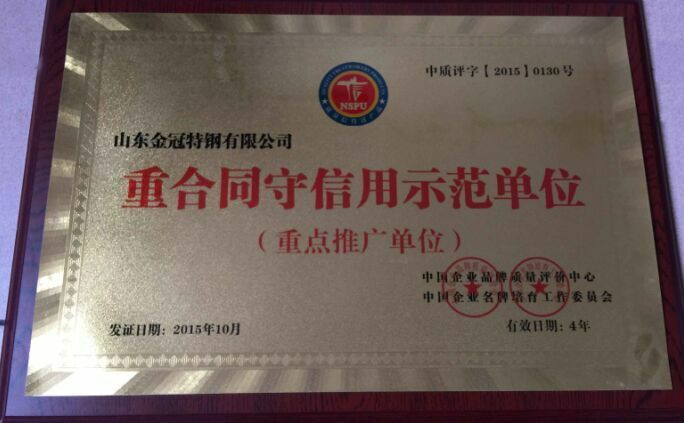 中质评字【2015】0130号
NSPU
山东金冠特钢有限公司
重合同守信用示范单位
（重点推广单位）
中国企业品牌质量评价中心
中国企业名牌培育工作委员会
发证日期：2015年10月
有效日期：4年